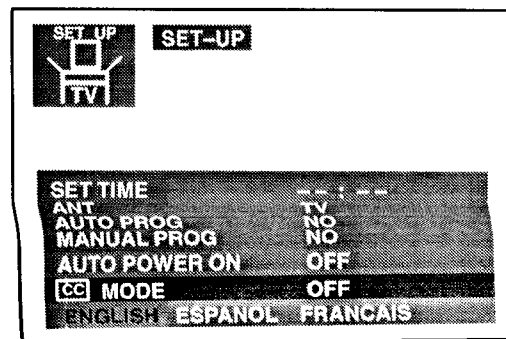 SET UP
TV
SET-UP
SET TIME -- : --
ANT TV
AUTO PROG NO
MANUAL PROG NO
AUTO POWER ON OFF
CC MODE OFF
ENGLISH ESPANOL FRANCAIS